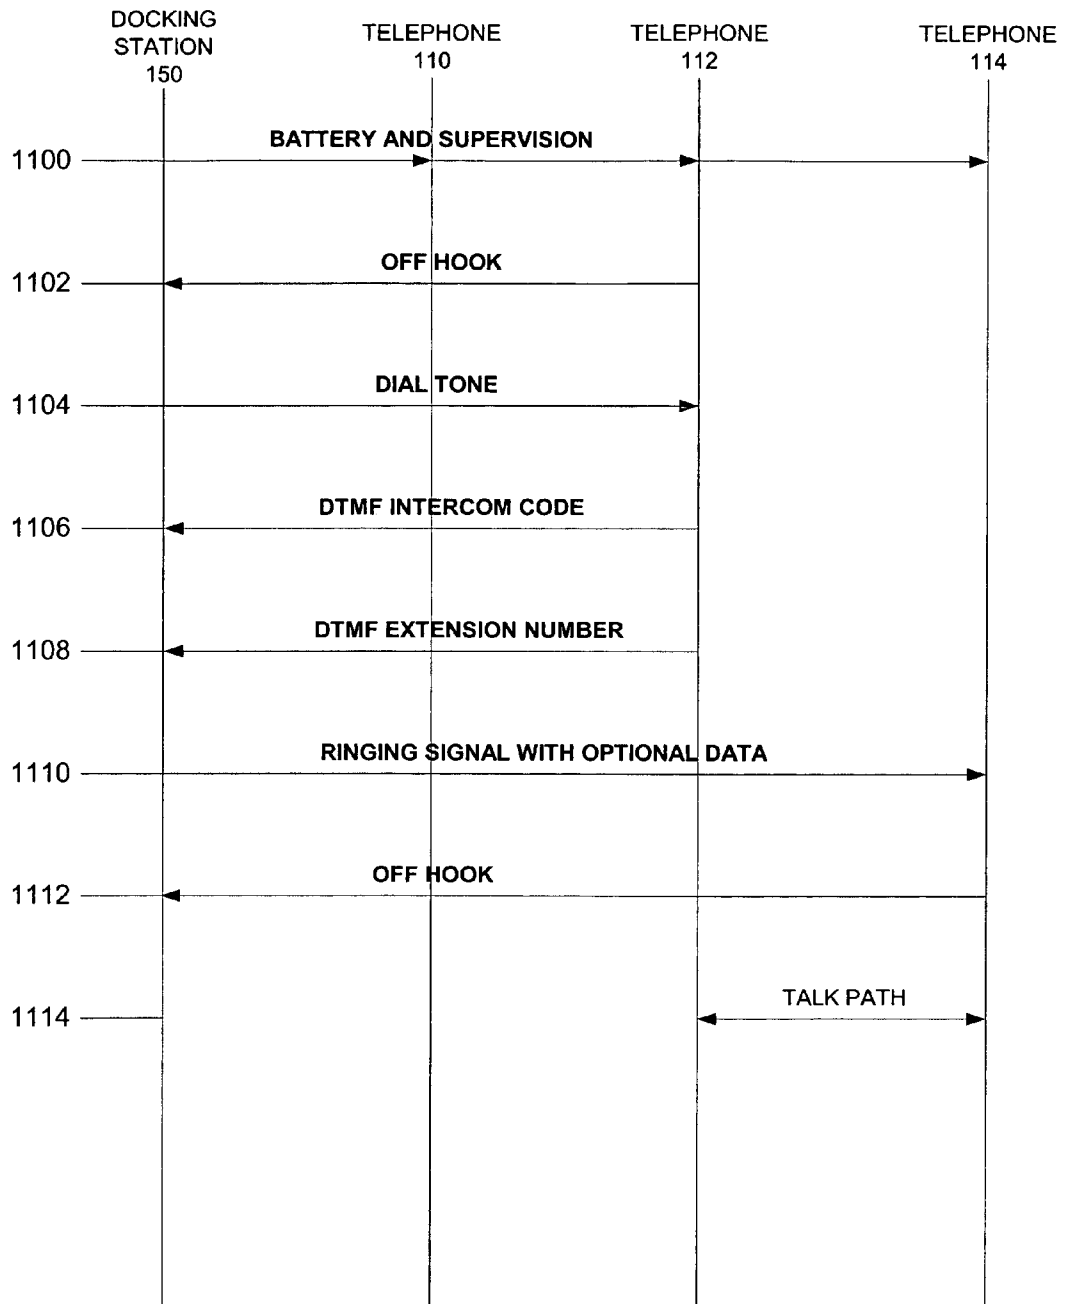 DOCKING
STATION
150
TELEPHONE
110
TELEPHONE
112
TELEPHONE
114
BATTERY AND SUPERVISION
1100
OFF HOOK
1102
DIAL TONE
1104
DTMF INTERCOM CODE
1106
DTMF EXTENSION NUMBER
1108
RINGING SIGNAL WITH OPTIONAL DATA
1110
OFF HOOK
1112
TALK PATH
1114